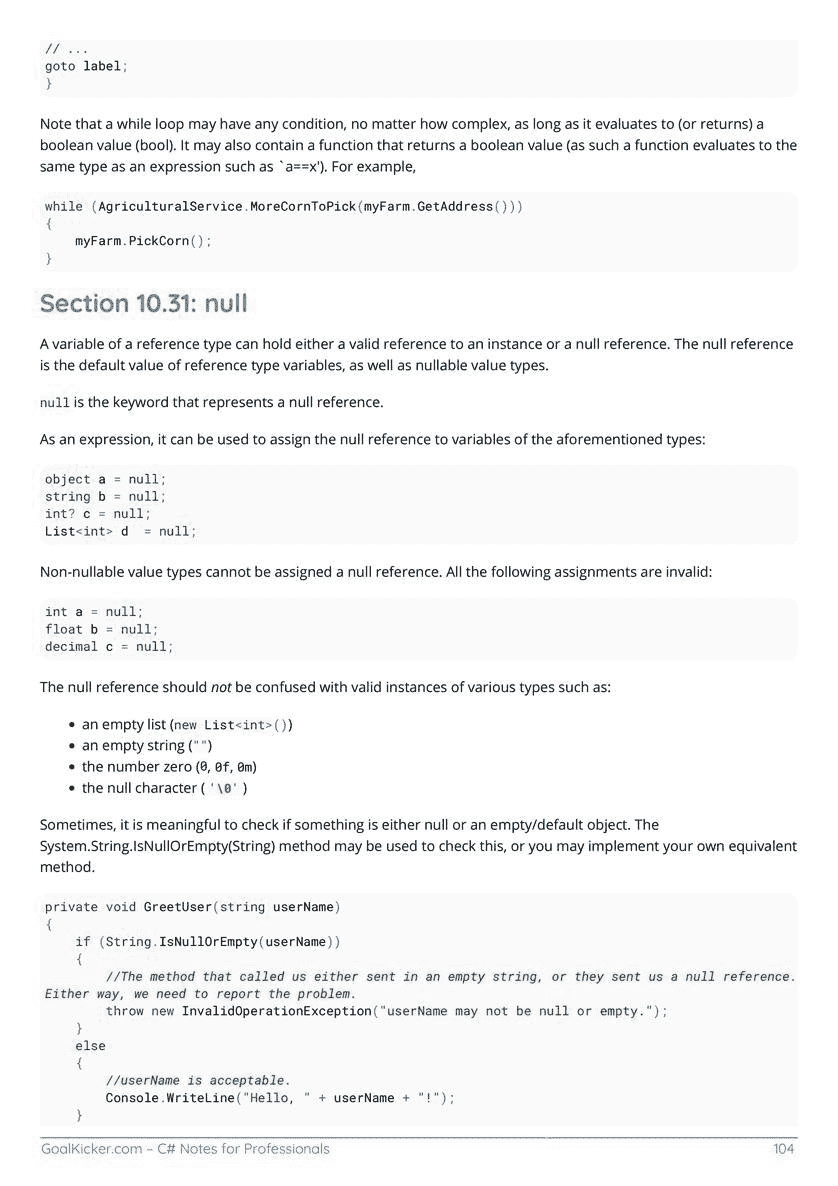 // ...
goto label;
}
Note that a while loop may have any condition, no matter how complex, as long as it evaluates to (or returns) a
boolean value (bool). It may also contain a function that returns a boolean value (as such a function evaluates to the
same type as an expression such as `a==x'). For example,
while (AgriculturalService.MoreCornToPick(myFarm.GetAddress()))
{
    myFarm.PickCorn();
}
Section 10.31: null
A variable of a reference type can hold either a valid reference to an instance or a null reference. The null reference
is the default value of reference type variables, as well as nullable value types.
null is the keyword that represents a null reference.
As an expression, it can be used to assign the null reference to variables of the aforementioned types:
object a = null;
string b = null;
int? c = null;
List<int> d  = null;
Non-nullable value types cannot be assigned a null reference. All the following assignments are invalid:
int a = null;
float b = null;
decimal c = null;
The null reference should not be confused with valid instances of various types such as:
• an empty list (new List<int>())
• an empty string ("")
• the number zero (0, 0f, 0m)
• the null character ( '\0' )
Sometimes, it is meaningful to check if something is either null or an empty/default object. The
System.String.IsNullOrEmpty(String) method may be used to check this, or you may implement your own equivalent
method.
private void GreetUser(string userName)
{
    if (String.IsNullOrEmpty(userName))
    {
        //The method that called us either sent in an empty string, or they sent us a null reference.
Either way, we need to report the problem.
        throw new InvalidOperationException("userName may not be null or empty.");
    }
    else
    {
        //userName is acceptable.
        Console.WriteLine("Hello, " + userName + "!");
    }
GoalKicker.com – C# Notes for Professionals 104